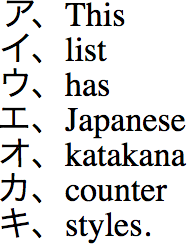 ア、This
イ、list
ウ、has
エ、Japanese
オ、katakana
カ、counter
キ、styles.